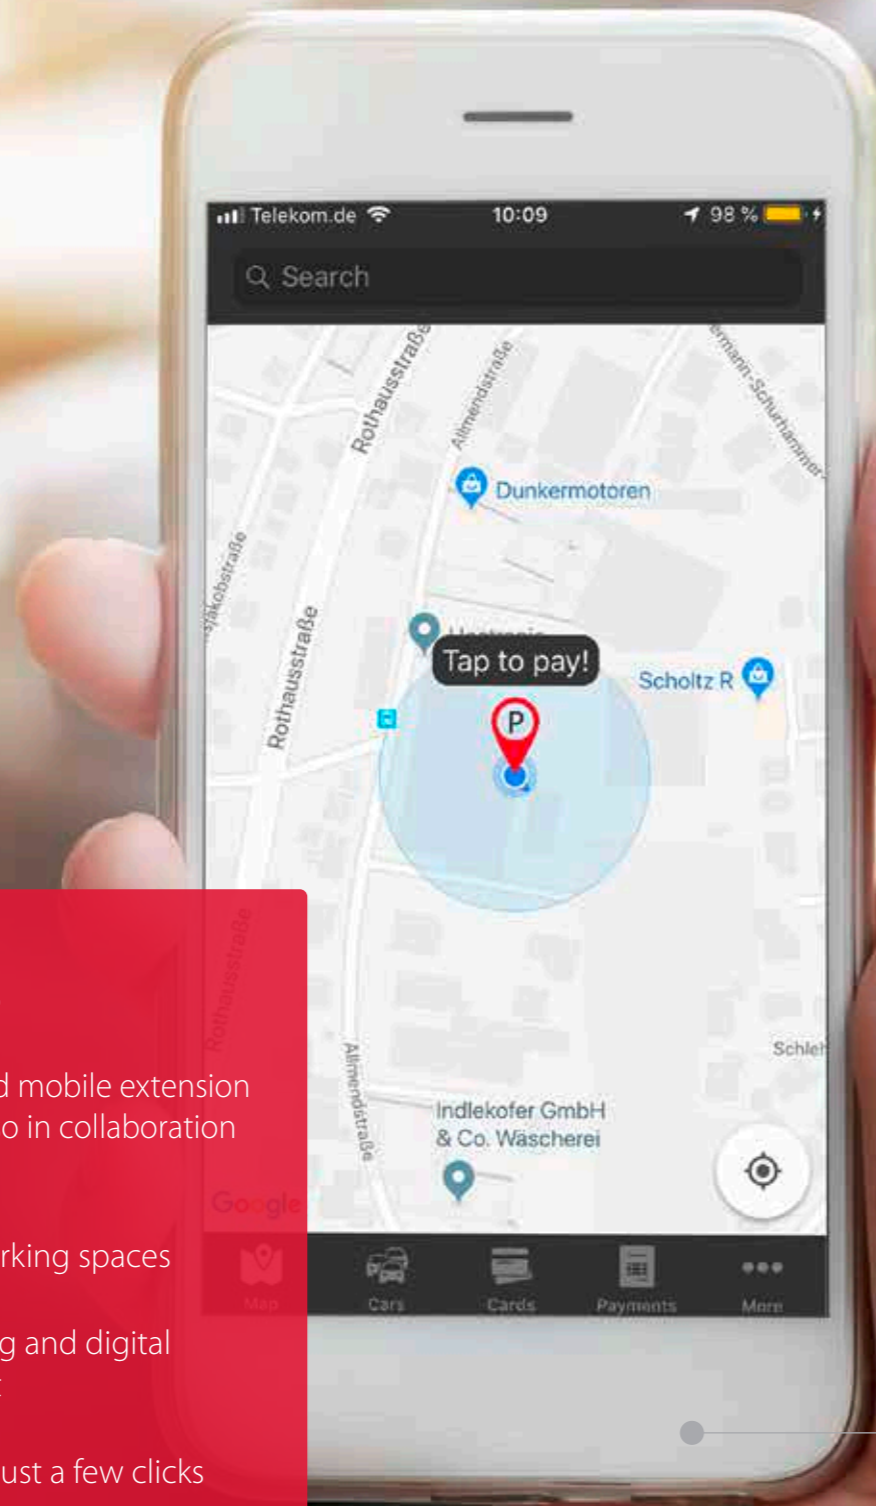 Telekom.de 10:09 98 %
Search
Rothausstraße
Allmendstraße
Dunkermotoren
Rothausstraße
Tap to pay!
Scholtz R
P
Rothausstraße
Allmendstraße
Schleh
Indlekofer GmbH
& Co. Wäscherei
Google
Map Cars Cards Payments More
mobile extension
o in collaboration
rking spaces
g and digital
ust a few clicks